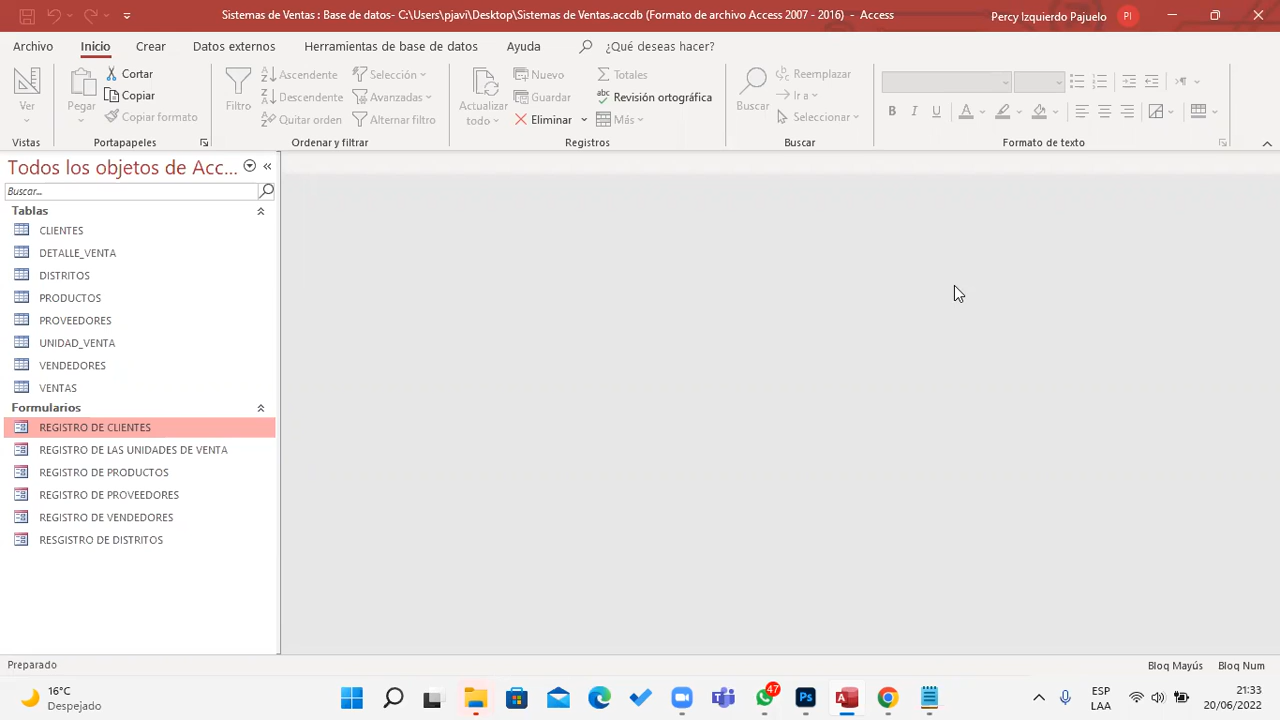 Sistemas de Ventas : Base de datos- C:\Users\pjavi\Desktop\Sistemas de Ventas.accdb (Formato de archivo Access 2007 - 2016) - Access
Percy Izquierdo Pajuelo
PI
Archivo
Inicio
Crear
Datos externos
Herramientas de base de datos
Ayuda
¿Qué deseas hacer?
Ver
Vistas
Pegar
Cortar
Copiar
Copiar formato
Portapapeles
Filtro
Ascendente
Descendente
Quitar orden
Selección
Avanzadas
Alternar filtro
Ordenar y filtrar
Actualizar
todo
Nuevo
Guardar
Eliminar
Totales
Revisión ortográfica
Más
Registros
Buscar
Reemplazar
Ir a
Seleccionar
Buscar
N K S
Formato de texto
Todos los objetos de Acc...
Buscar...
Tablas
CLIENTES
DETALLE_VENTA
DISTRITOS
PRODUCTOS
PROVEEDORES
UNIDAD_VENTA
VENDEDORES
VENTAS
Formularios
REGISTRO DE CLIENTES
REGISTRO DE LAS UNIDADES DE VENTA
REGISTRO DE PRODUCTOS
REGISTRO DE PROVEEDORES
REGISTRO DE VENDEDORES
RESGISTRO DE DISTRITOS
Preparado
Bloq Mayús
Bloq Num
16°C
Despejado
47
Ps
ESP
LAA
21:33
20/06/2022